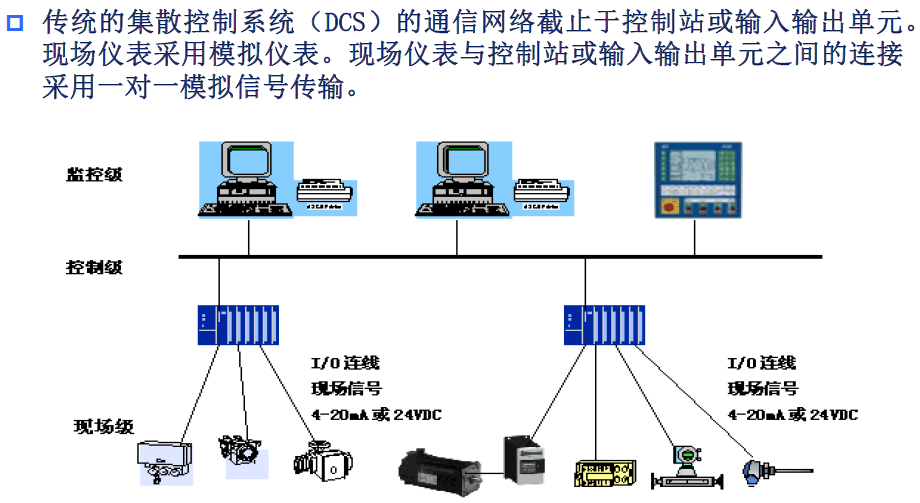 传统的集散控制系统（DCS）的通信网络截止于控制站或输入输出单元。
现场仪表采用模拟仪表。现场仪表与控制站或输入输出单元之间的连接
采用一对一模拟信号传输。
监控级
控制级
I/O 连线
现场信号
4-20mA 或 24VDC
I/O 连线
现场信号
4-20mA 或 24VDC
现场级